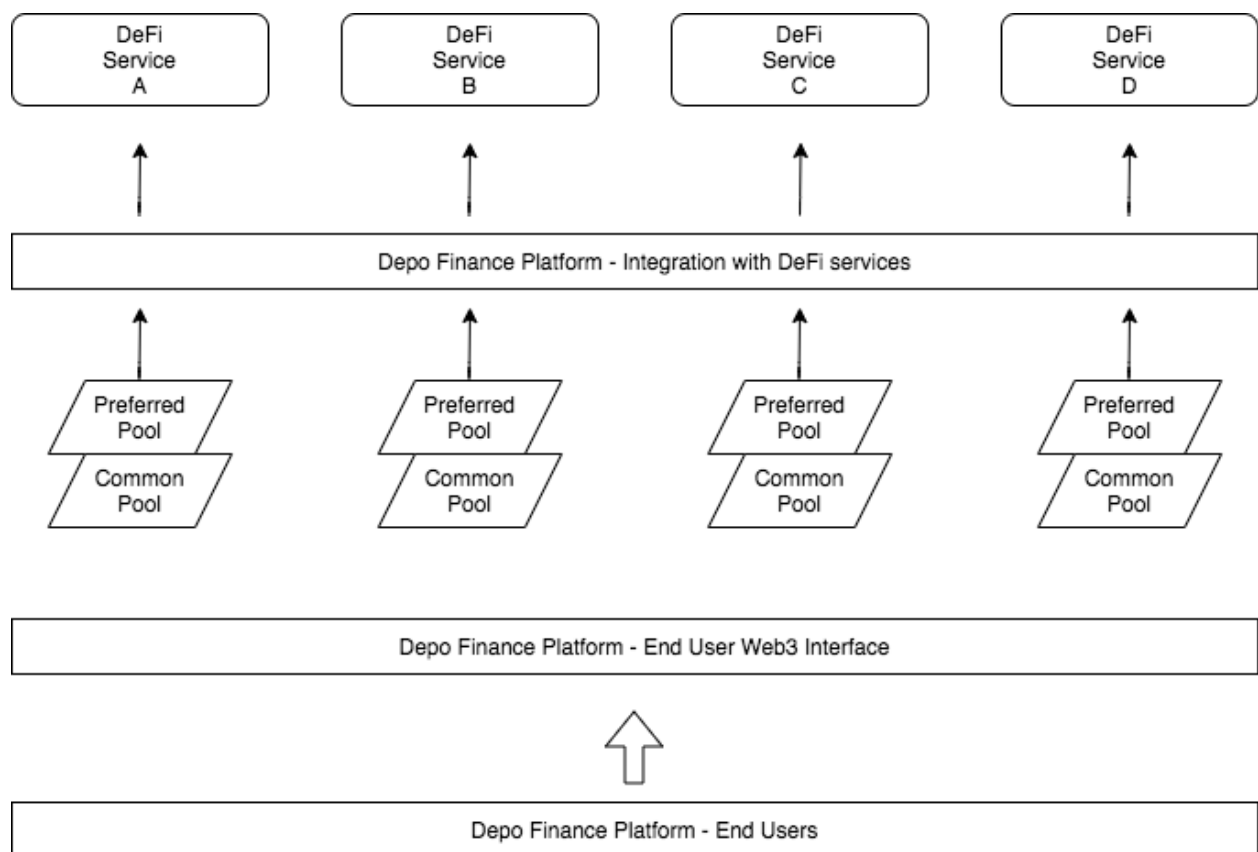 DeFi
Service
A
DeFi
Service
B
DeFi
Service
C
DeFi
Service
D
Depo Finance Platform - Integration with DeFi services
Preferred
Pool
Preferred
Pool
Preferred
Pool
Preferred
Pool
Common
Pool
Common
Pool
Common
Pool
Common
Pool
Depo Finance Platform - End User Web3 Interface
Depo Finance Platform - End Users